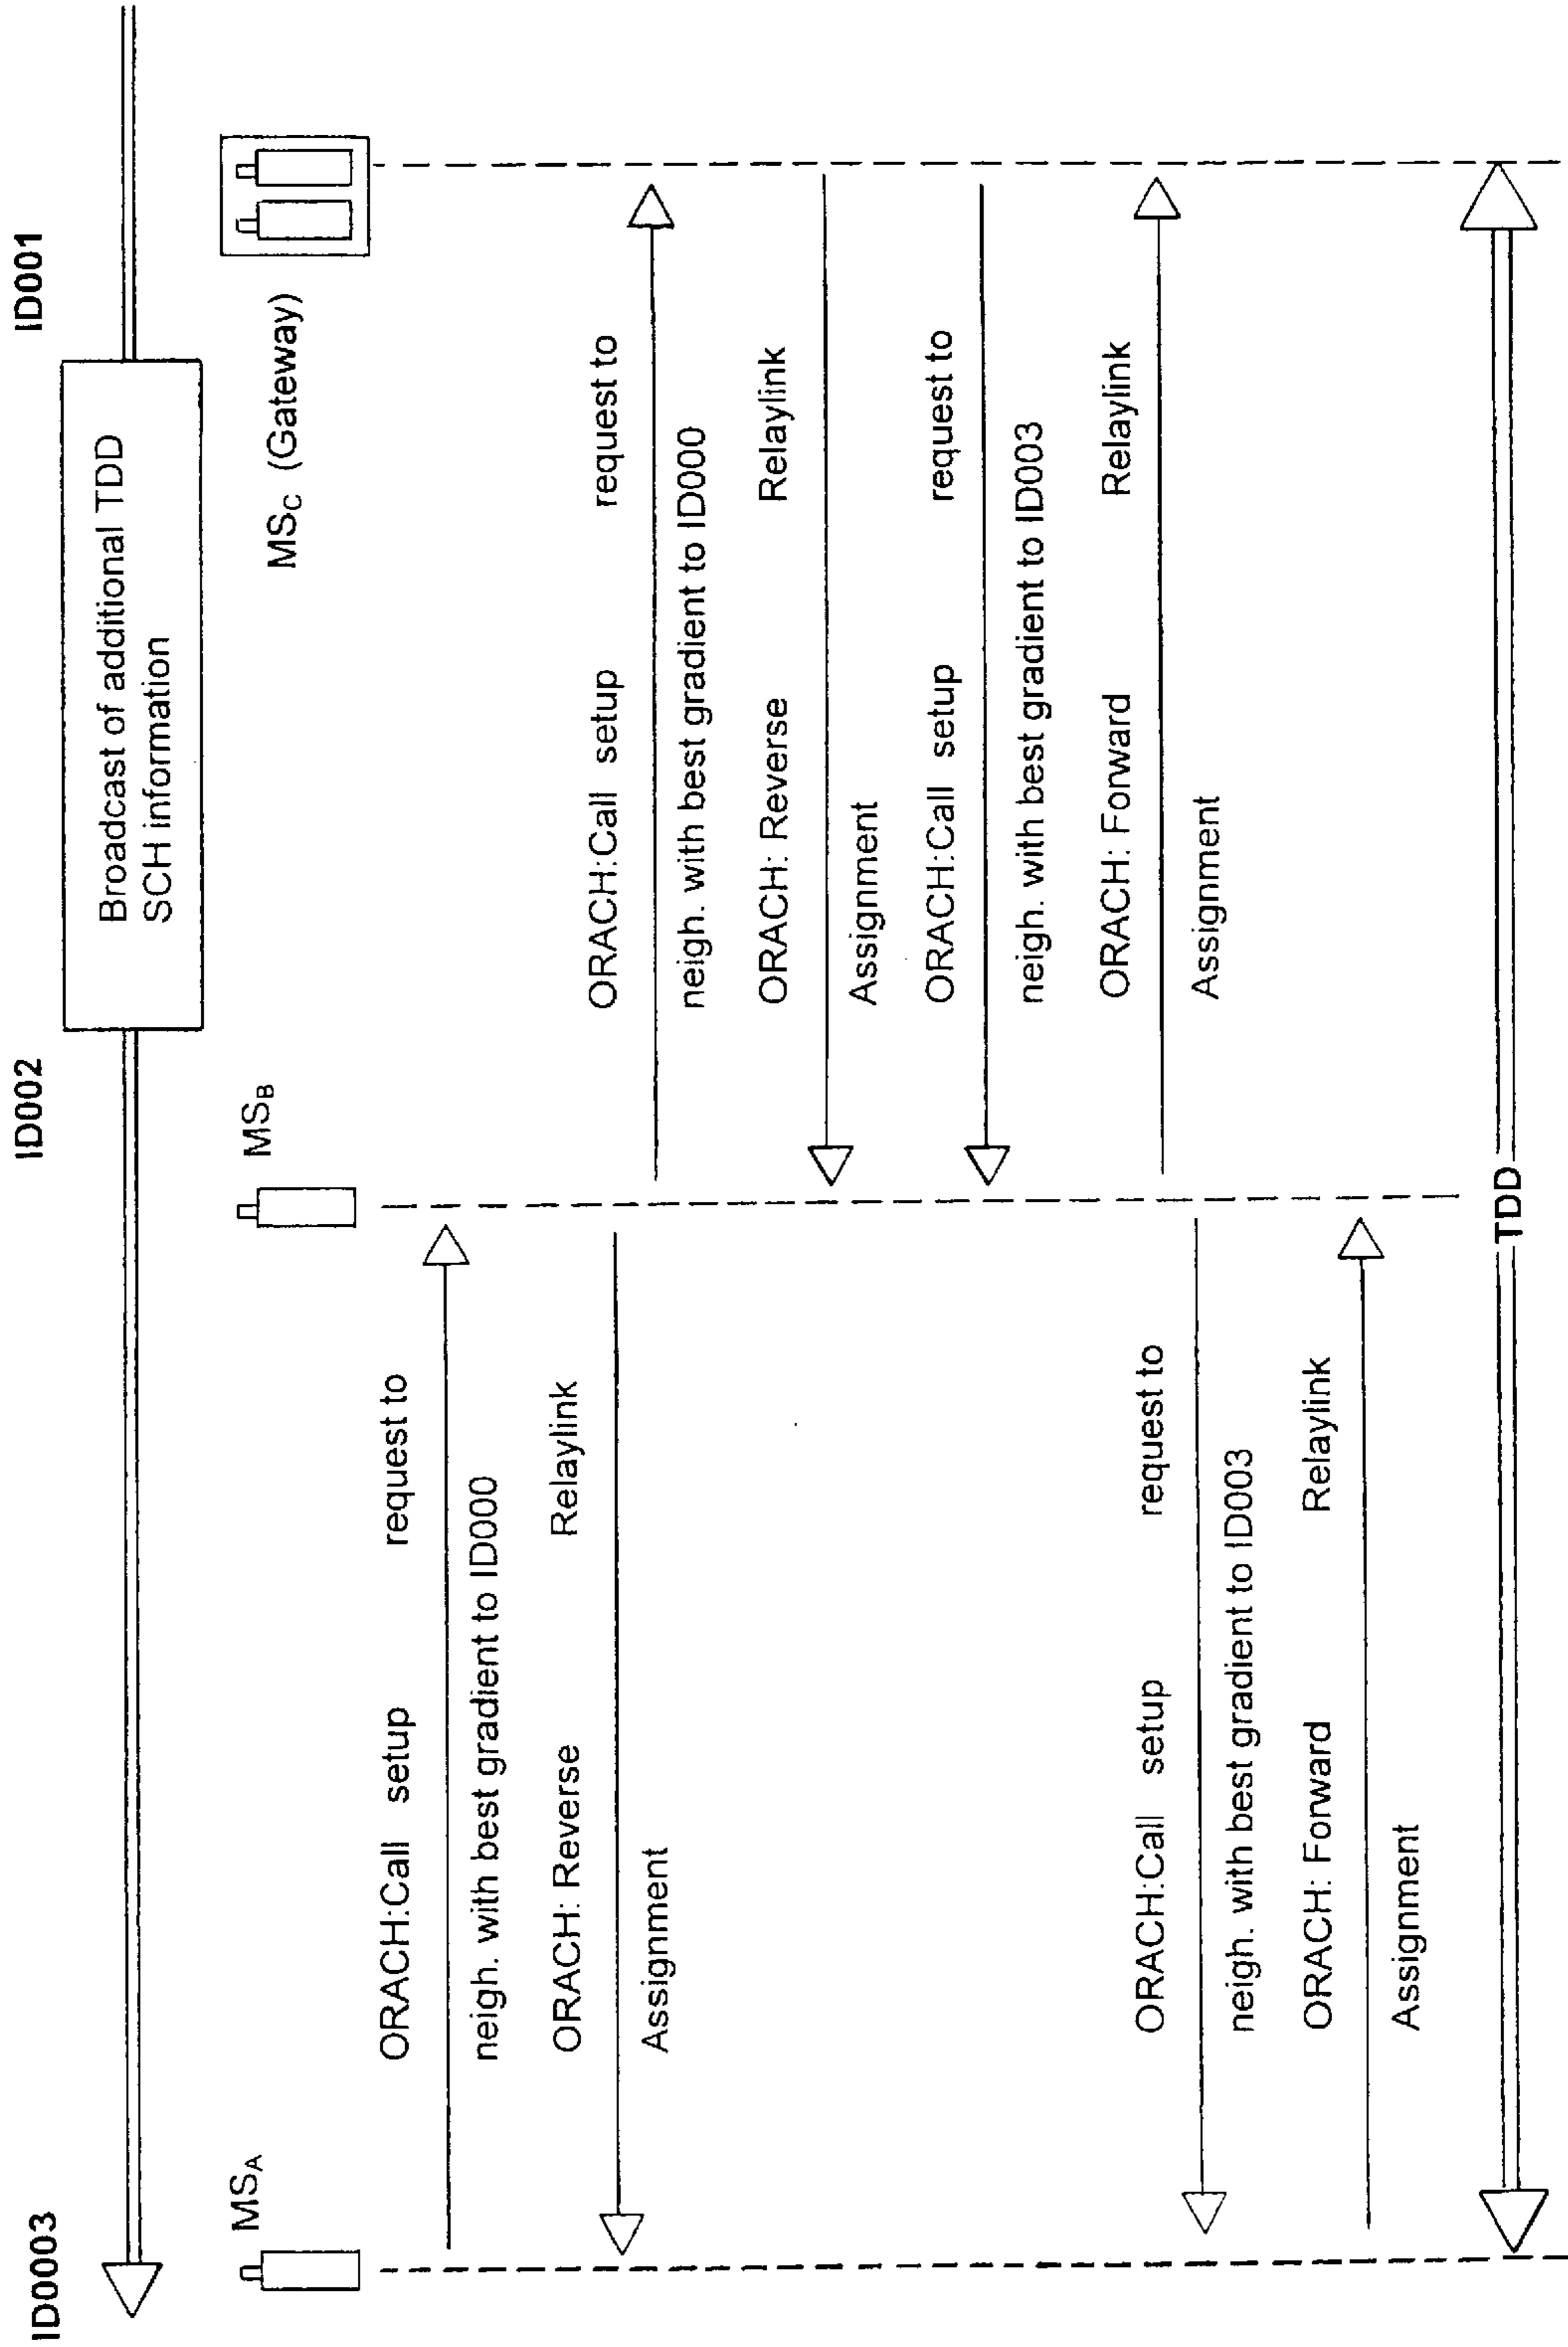 ID0003
ID002
ID001
Broadcast of additional TDD
SCH information
MSA
MSB
MSC (Gateway)
ORACH:Call setup request to
neigh. with best gradient to ID000
ORACH: Reverse Relaylink
Assignment
ORACH:Call setup request to
neigh. with best gradient to ID000
ORACH: Reverse Relaylink
Assignment
ORACH:Call setup request to
neigh. with best gradient to ID003
ORACH: Forward Relaylink
Assignment
ORACH:Call setup request to
neigh. with best gradient to ID003
ORACH: Forward Relaylink
Assignment
TDD